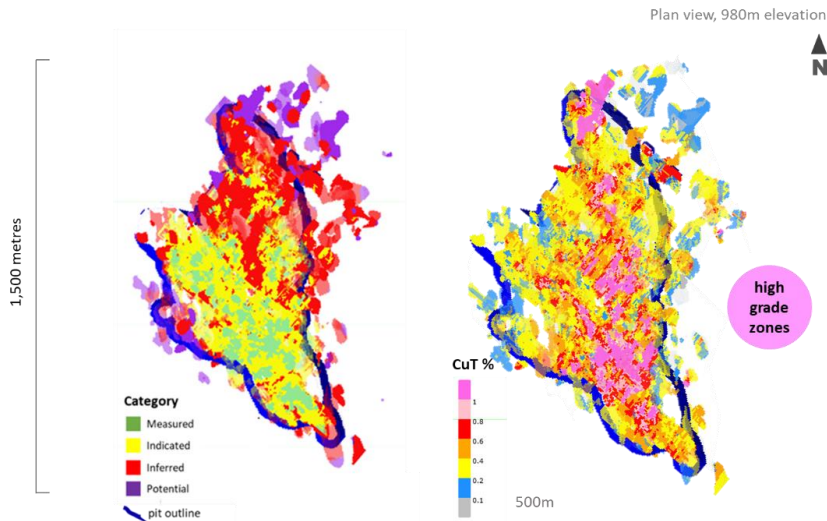 Plan view, 980m elevation
N
1,500 metres
high
grade
zones
Category
Measured
Indicated
Inferred
Potential
pit outline
CuT %
1
0.8
0.6
0.4
0.2
0.1
500m